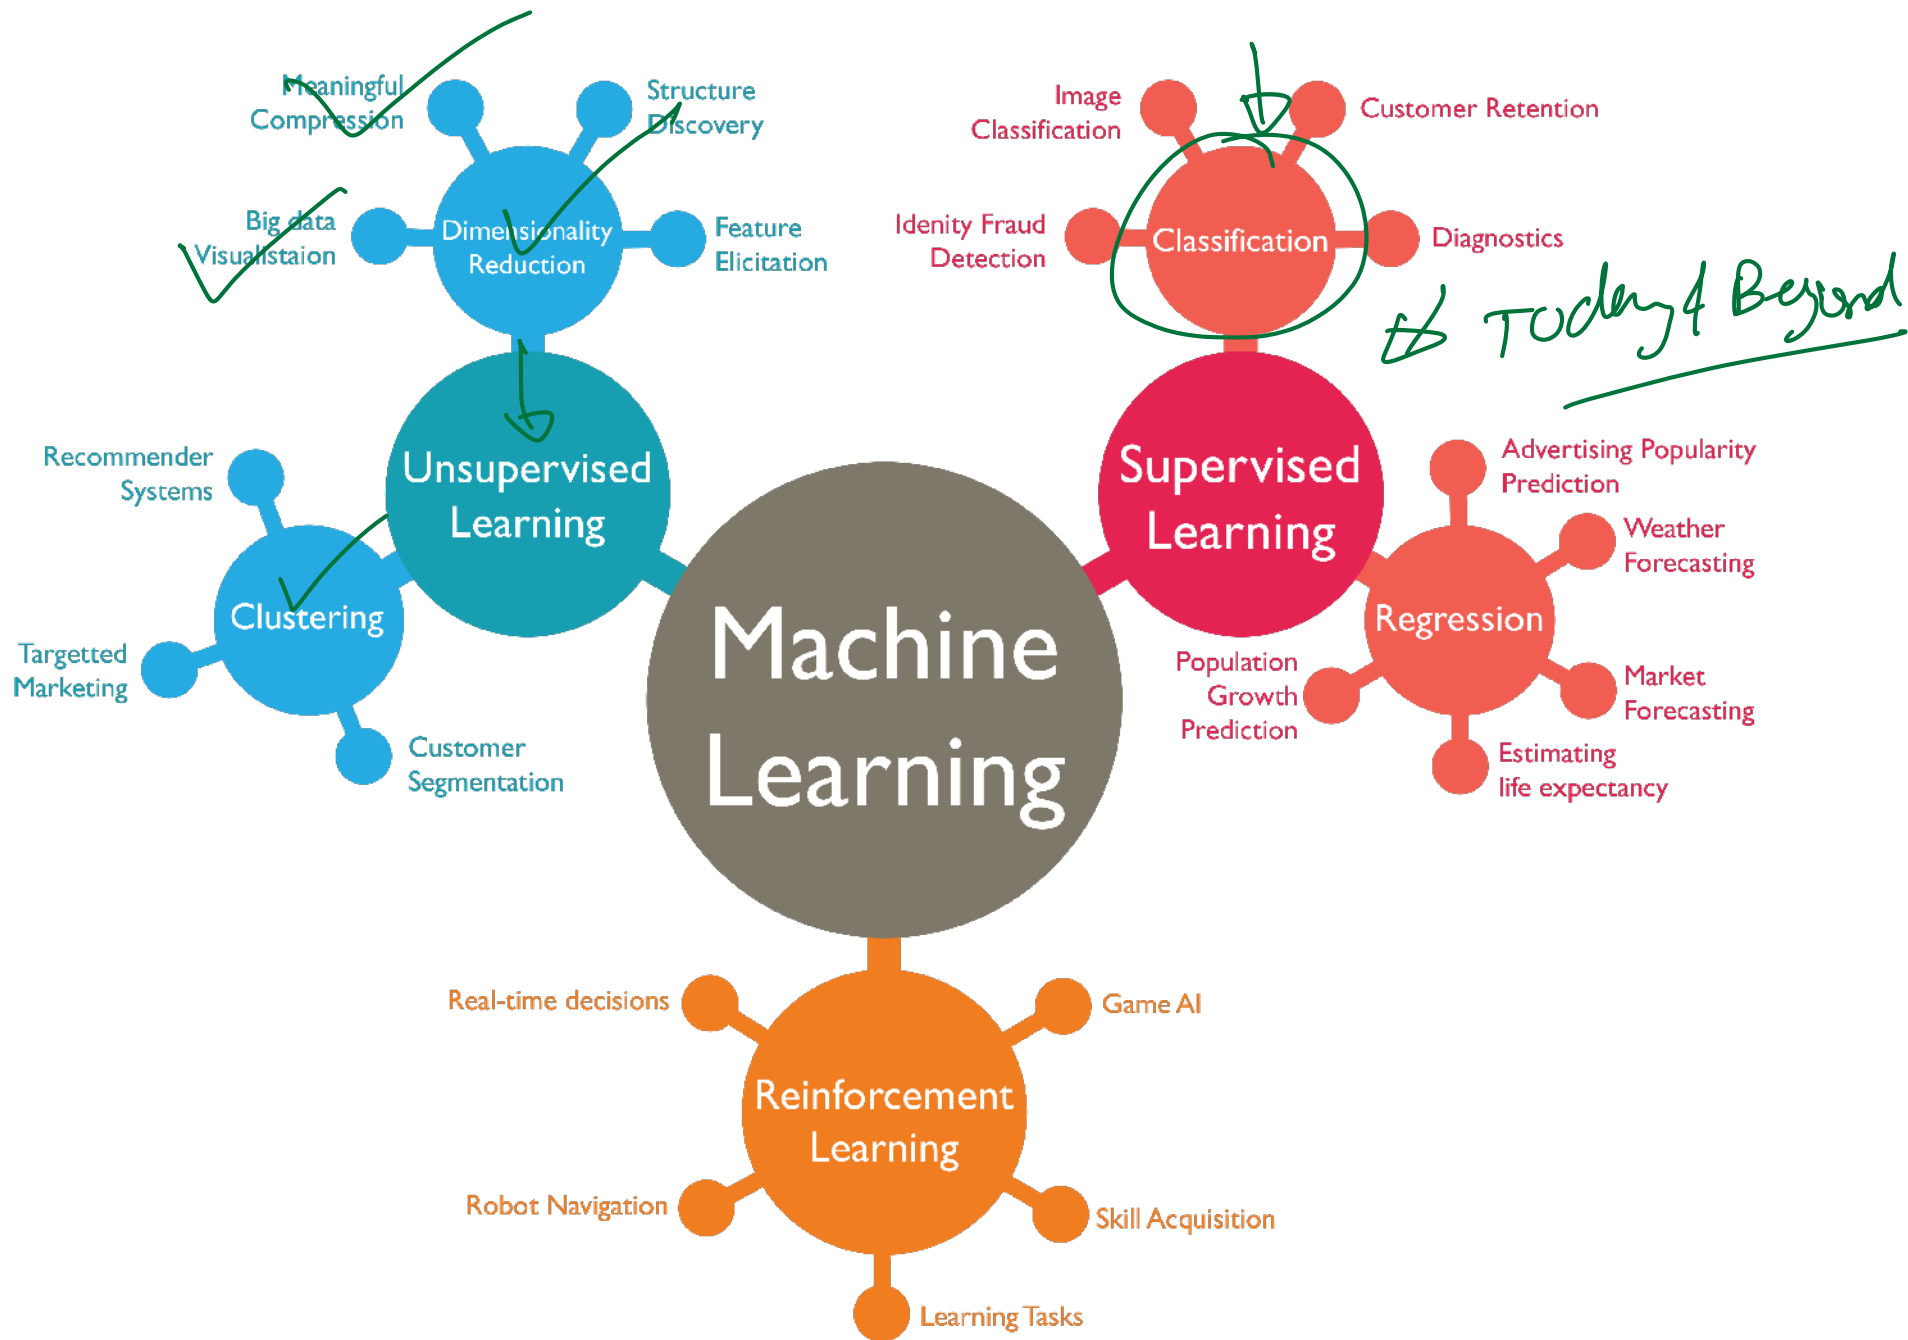 Meaningful
Compression
Structure
Discovery
Big data
Visualistaion
Dimensionality
Reduction
Feature
Elicitation
Image
Classification
Customer Retention
Idenity Fraud
Detection
Classification
Diagnostics
Today & Beyond
Unsupervised
Learning
Supervised
Learning
Recommender
Systems
Clustering
Targetted
Marketing
Customer
Segmentation
Machine
Learning
Advertising Popularity
Prediction
Weather
Forecasting
Regression
Population
Growth
Prediction
Market
Forecasting
Estimating
life expectancy
Real-time decisions
Game AI
Reinforcement
Learning
Robot Navigation
Skill Acquisition
Learning Tasks